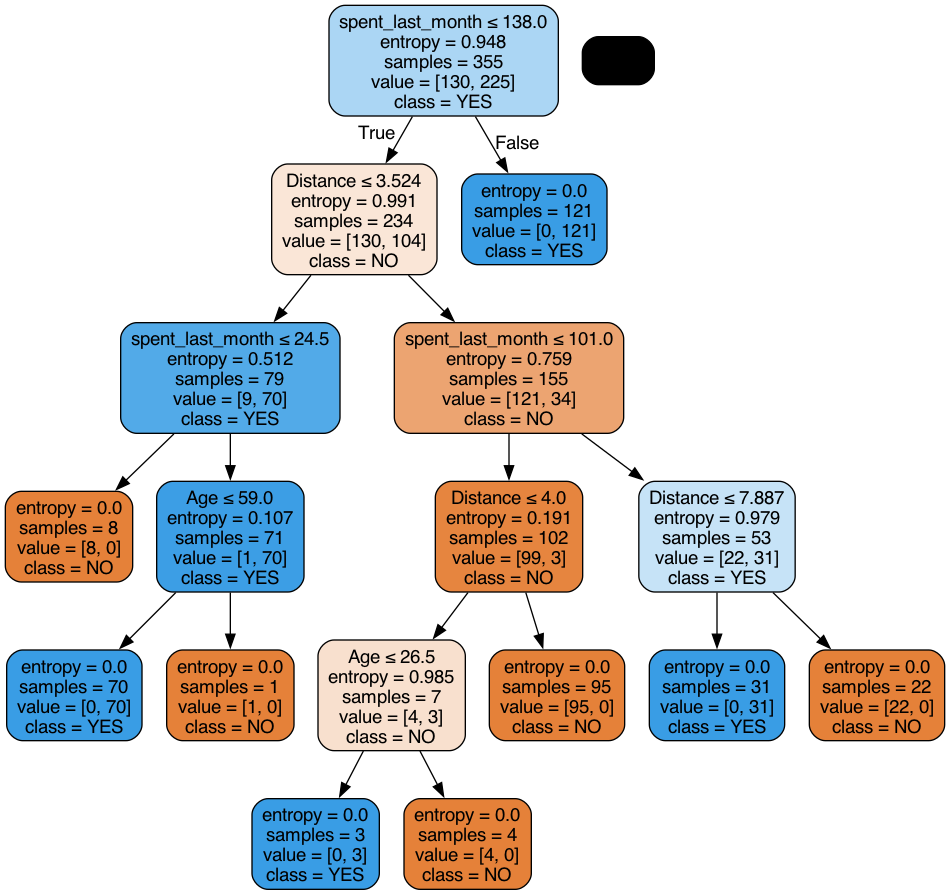 spent_last_month ≤ 138.0
entropy = 0.948
samples = 355
value = [130, 225]
class = YES
True
False
Distance ≤ 3.524
entropy = 0.991
samples = 234
value = [130, 104]
class = NO
entropy = 0.0
samples = 121
value = [0, 121]
class = YES
spent_last_month ≤ 24.5
entropy = 0.512
samples = 79
value = [9, 70]
class = YES
spent_last_month ≤ 101.0
entropy = 0.759
samples = 155
value = [121, 34]
class = NO
entropy = 0.0
samples = 8
value = [8, 0]
class = NO
Age ≤ 59.0
entropy = 0.107
samples = 71
value = [1, 70]
class = YES
Distance ≤ 4.0
entropy = 0.191
samples = 102
value = [99, 3]
class = NO
Distance ≤ 7.887
entropy = 0.979
samples = 53
value = [22, 31]
class = YES
entropy = 0.0
samples = 70
value = [0, 70]
class = YES
entropy = 0.0
samples = 1
value = [1, 0]
class = NO
Age ≤ 26.5
entropy = 0.985
samples = 7
value = [4, 3]
class = NO
entropy = 0.0
samples = 95
value = [95, 0]
class = NO
entropy = 0.0
samples = 31
value = [0, 31]
class = YES
entropy = 0.0
samples = 22
value = [22, 0]
class = NO
entropy = 0.0
samples = 3
value = [0, 3]
class = YES
entropy = 0.0
samples = 4
value = [4, 0]
class = NO